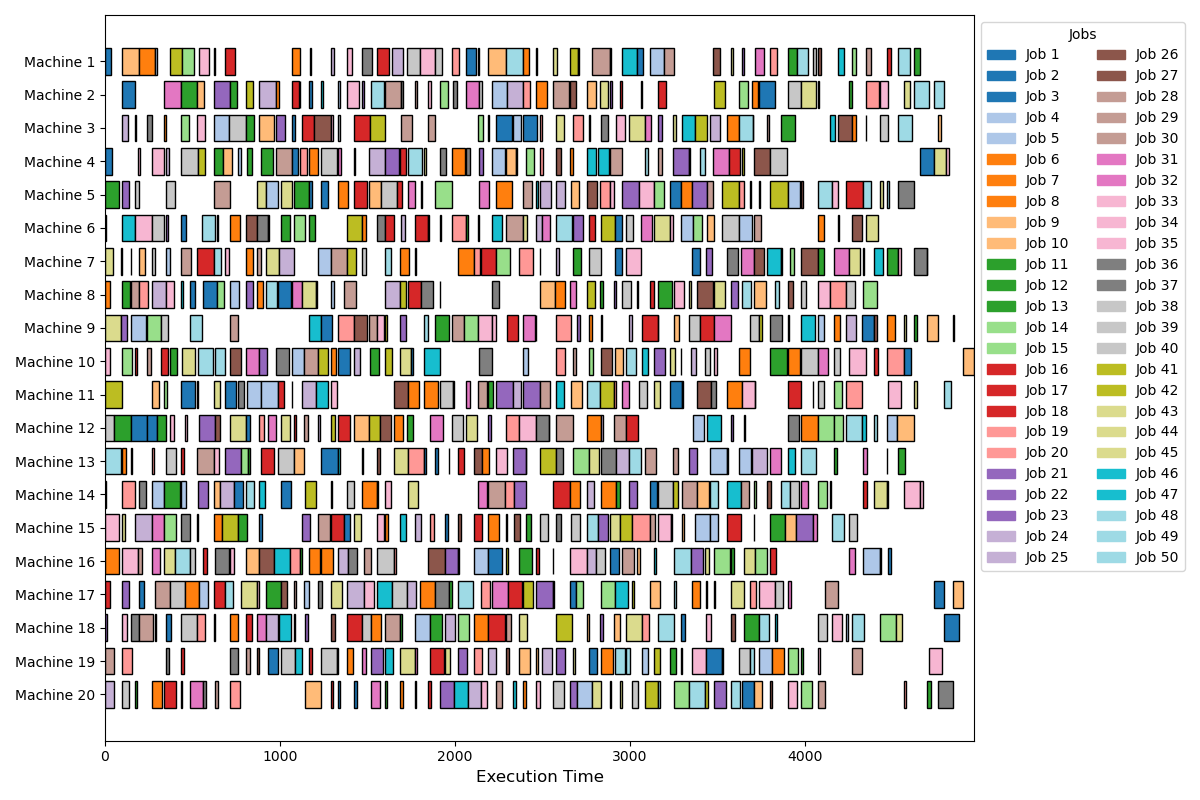 Machine 1
Machine 2
Machine 3
Machine 4
Machine 5
Machine 6
Machine 7
Machine 8
Machine 9
Machine 10
Machine 11
Machine 12
Machine 13
Machine 14
Machine 15
Machine 16
Machine 17
Machine 18
Machine 19
Machine 20
0 1000 2000 3000 4000
Execution Time
Jobs
Job 1 Job 26
Job 2 Job 27
Job 3 Job 28
Job 4 Job 29
Job 5 Job 30
Job 6 Job 31
Job 7 Job 32
Job 8 Job 33
Job 9 Job 34
Job 10 Job 35
Job 11 Job 36
Job 12 Job 37
Job 13 Job 38
Job 14 Job 39
Job 15 Job 40
Job 16 Job 41
Job 17 Job 42
Job 18 Job 43
Job 19 Job 44
Job 20 Job 45
Job 21 Job 46
Job 22 Job 47
Job 23 Job 48
Job 24 Job 49
Job 25 Job 50